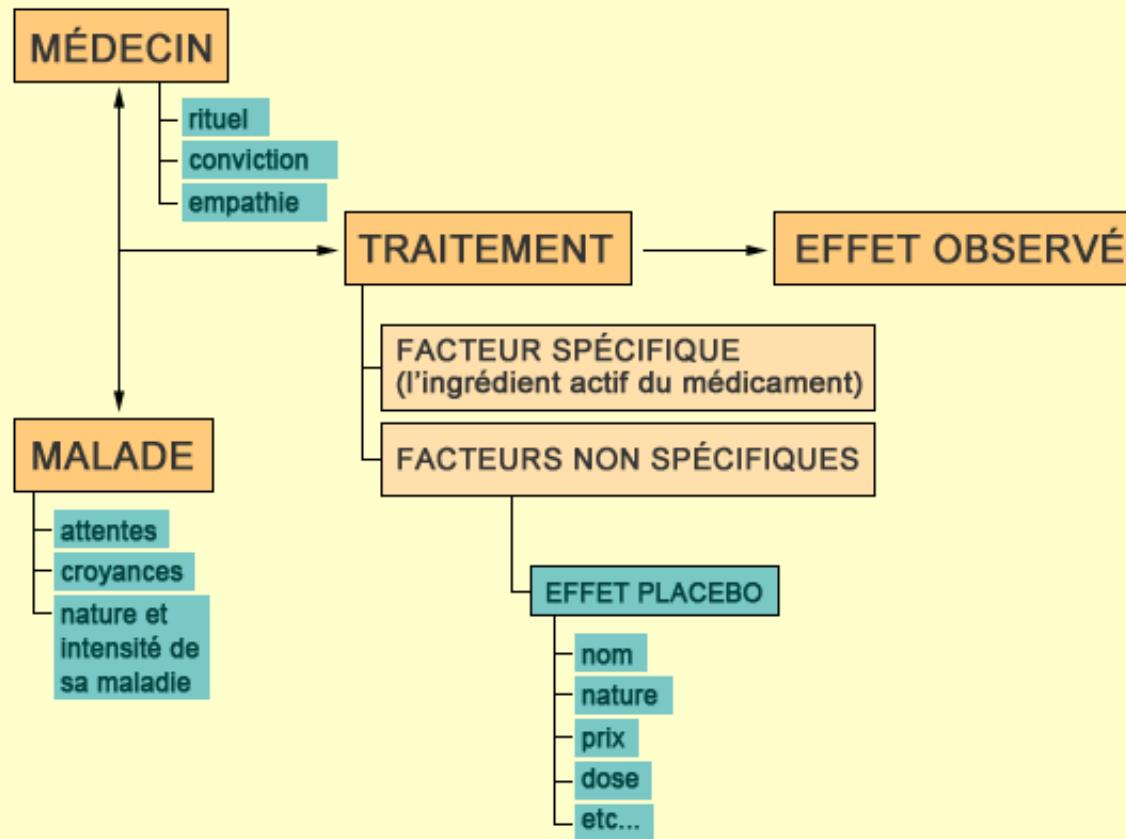 MÉDECIN
rituel
conviction
empathie
TRAITEMENT
EFFET OBSERVÉ
FACTEUR SPÉCIFIQUE
(l'ingrédient actif du médicament)
FACTEURS NON SPÉCIFIQUES
MALADE
attentes
croyances
nature et
intensité de
sa maladie
EFFET PLACEBO
nom
nature
prix
dose
etc...